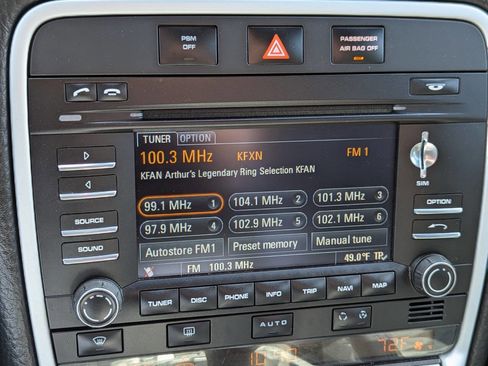 PSM
OFF
PASSENGER
AIR BAG OFF
TUNER OPTION
100.3 MHz KFXN FM 1
KFAN Arthur's Legendary Ring Selection KFAN
99.1 MHz 1 104.1 MHz 2 101.3 MHz 3
97.9 MHz 4 102.9 MHz 5 102.1 MHz 6
Autostore FM1 Preset memory Manual tune
FM 100.3 MHz 49.0°F TP
SIM
OPTION
SOURCE
SOUND
TUNER DISC PHONE INFO TRIP NAVI MAP
AUTO
72°F